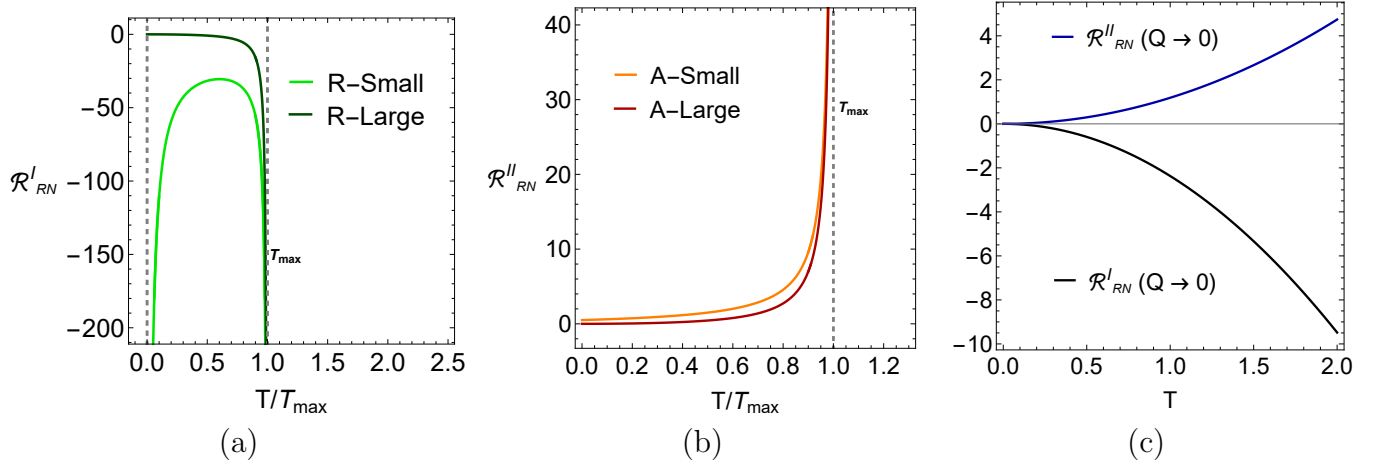 0
−50
−100
−150
−200
ℛ^I_RN
R−Small
R−Large
T_max
0.0 0.5 1.0 1.5 2.0 2.5
T/T_max
(a)
40
30
20
10
0
ℛ^II_RN
A−Small
A−Large
T_max
0.0 0.2 0.4 0.6 0.8 1.0 1.2
T/T_max
(b)
4
2
0
−2
−4
−6
−8
−10
ℛ^II_RN (Q → 0)
ℛ^I_RN (Q → 0)
0.0 0.5 1.0 1.5 2.0
T
(c)